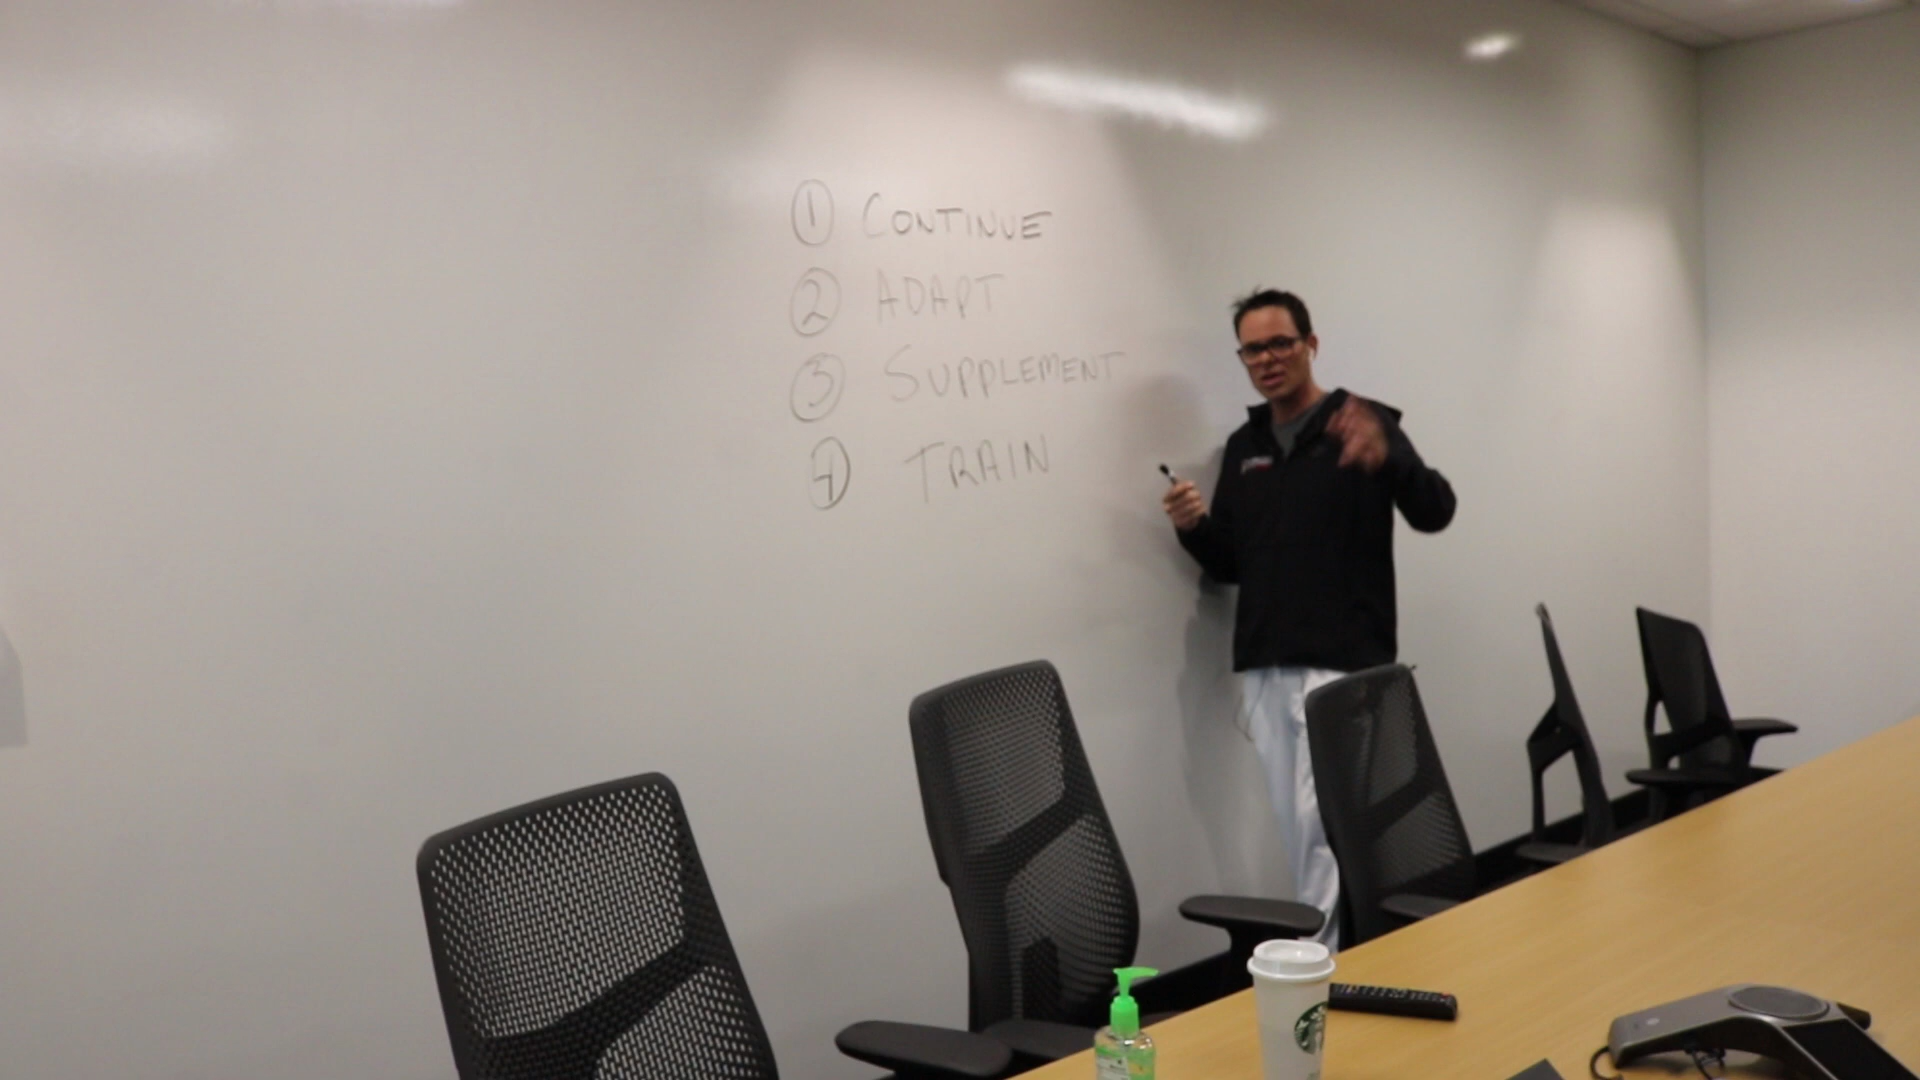 ① CONTINUE
② ADAPT
③ SUPPLEMENT
④ TRAIN